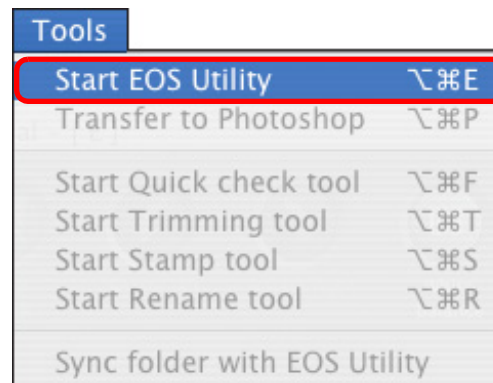 Tools
Start EOS Utility ⌥⌘E
Transfer to Photoshop ⌥⌘P
Start Quick check tool ⌥⌘F
Start Trimming tool ⌥⌘T
Start Stamp tool ⌥⌘S
Start Rename tool ⌥⌘R
Sync folder with EOS Utility